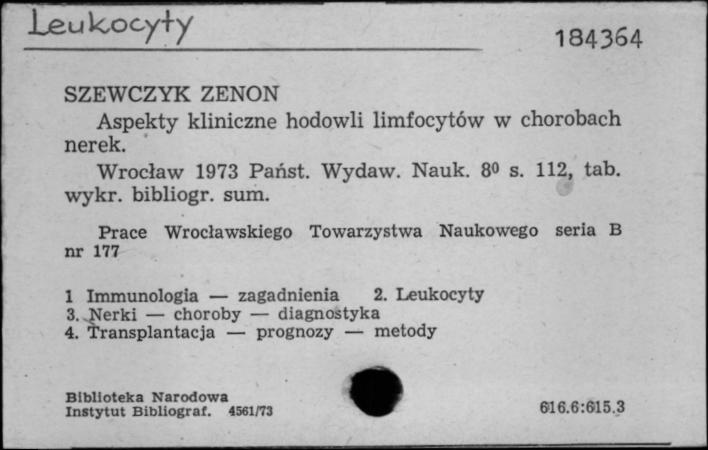 Leukocyty
184364
SZEWCZYK ZENON
Aspekty kliniczne hodowli limfocytów w chorobach
nerek.
Wrocław 1973 Państ. Wydaw. Nauk. 8⁰ s. 112, tab.
wykr. bibliogr. sum.
Prace Wrocławskiego Towarzystwa Naukowego seria B
nr 177
1 Immunologia — zagadnienia 2. Leukocyty
3. Nerki — choroby — diagnostyka
4. Transplantacja — prognozy — metody
Biblioteka Narodowa
Instytut Bibliograf. 4561/73
616.6:615.3